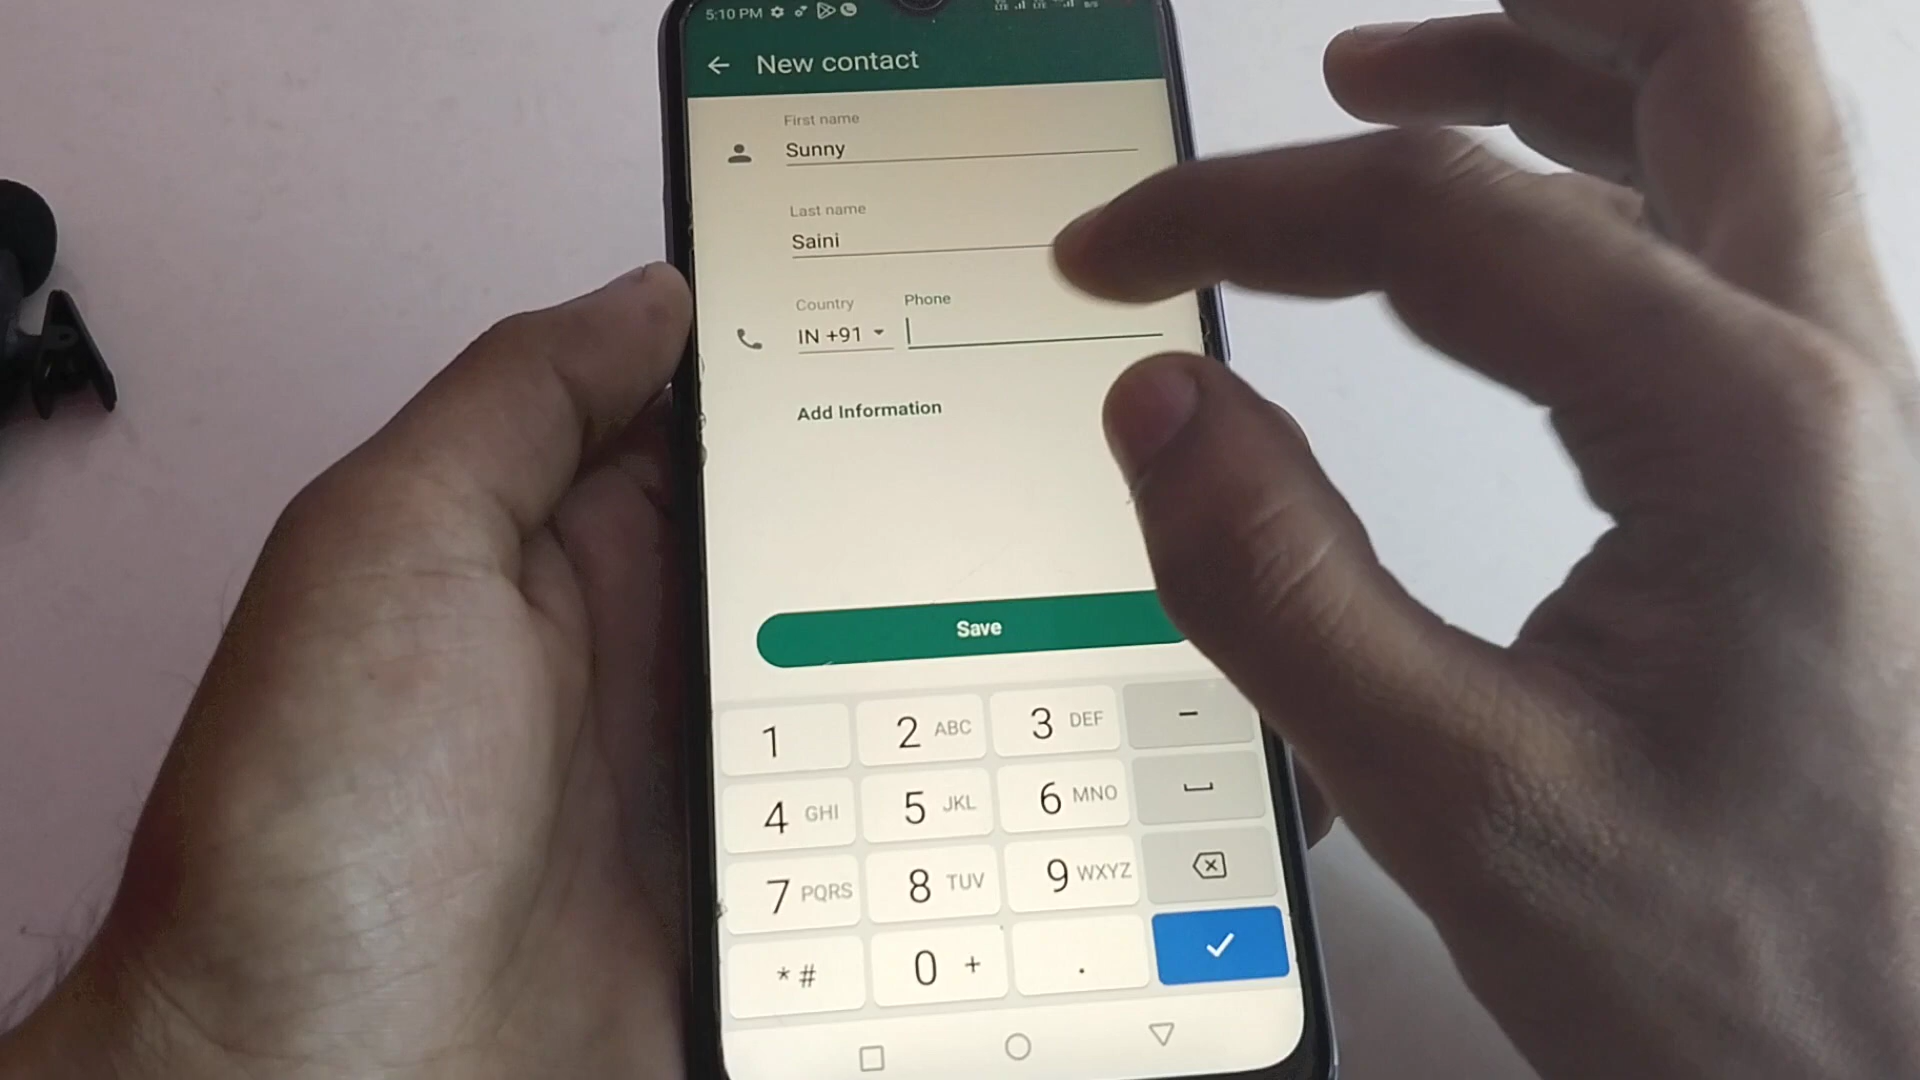 5:10 PM
New contact
First name
Sunny
Last name
Saini
Country Phone
IN +91
Add Information
Save
1 2 ABC 3 DEF -
4 GHI 5 JKL 6 MNO
7 PQRS 8 TUV 9 WXYZ
* # 0 + .